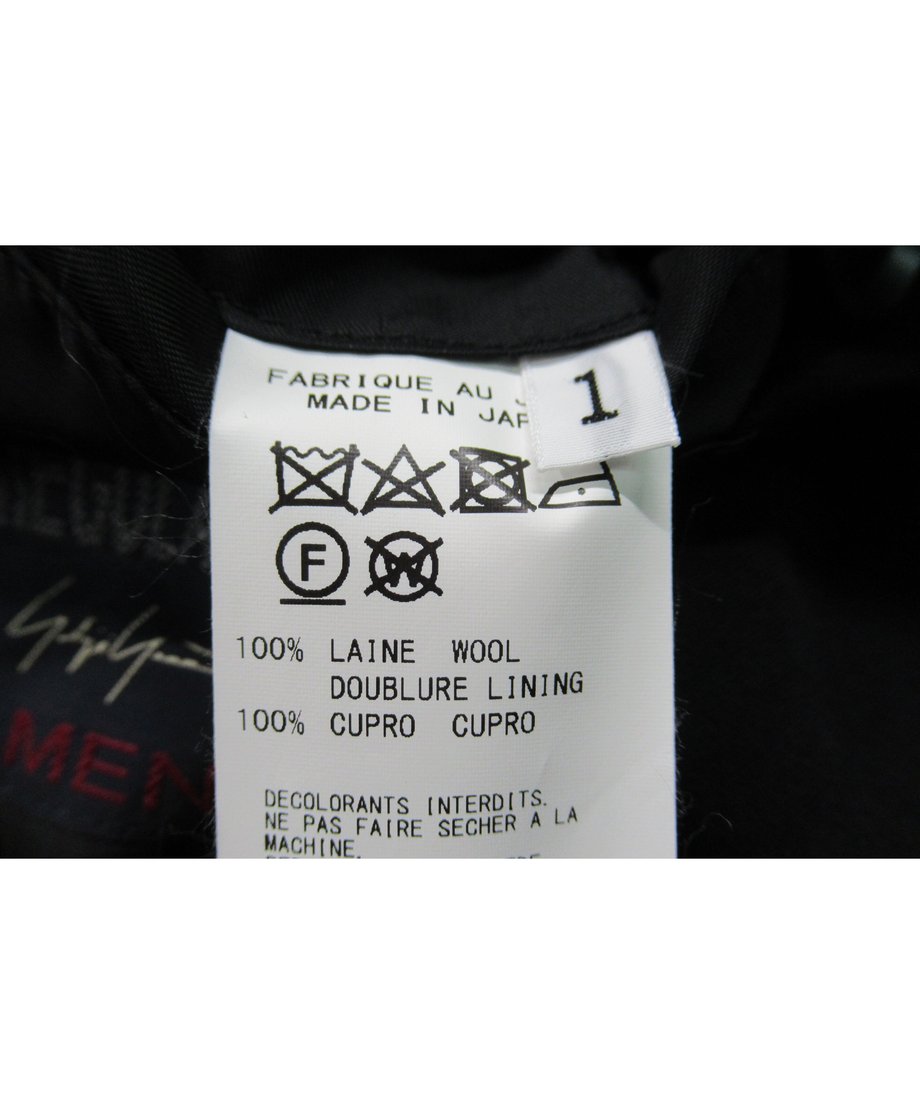 FABRIQUE AU
MADE IN
1
F
W
100% LAINE WOOL
DOUBLURE LINING
100% CUPRO CUPRO
DECOLORANTS INTERDITS.
NE PAS FAIRE SECHER A LA
MACHINE.
MEN